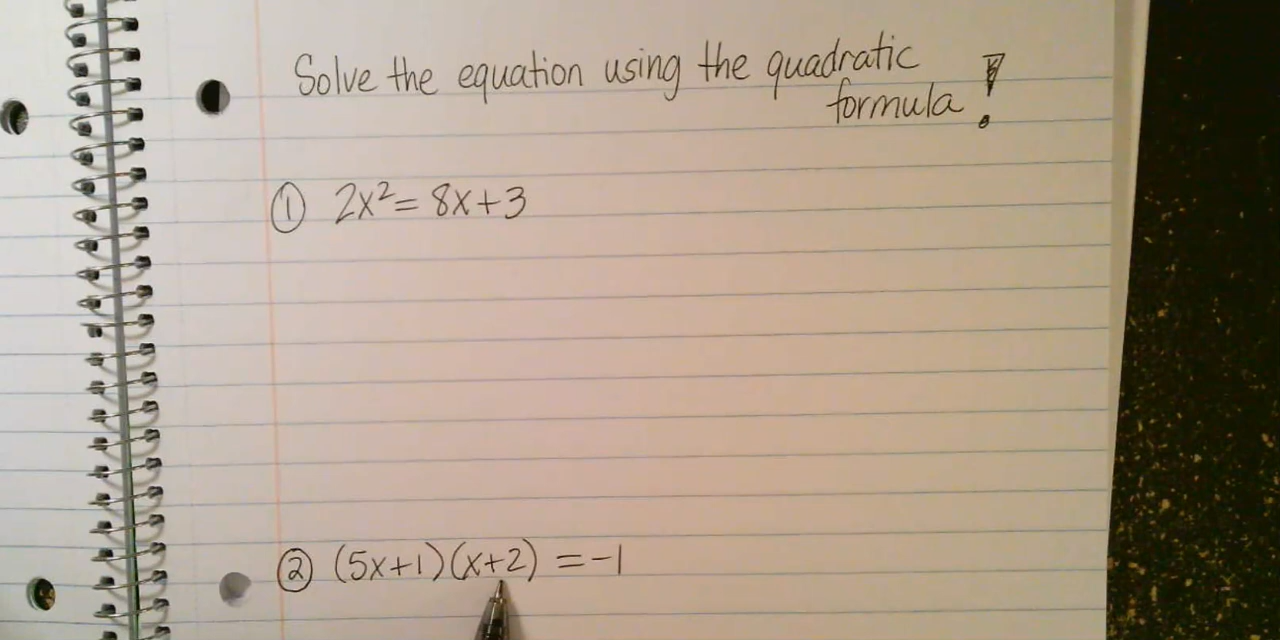 Solve the equation using the quadratic
formula!
① 2x²= 8x+3
② (5x+1)(x+2) = -1